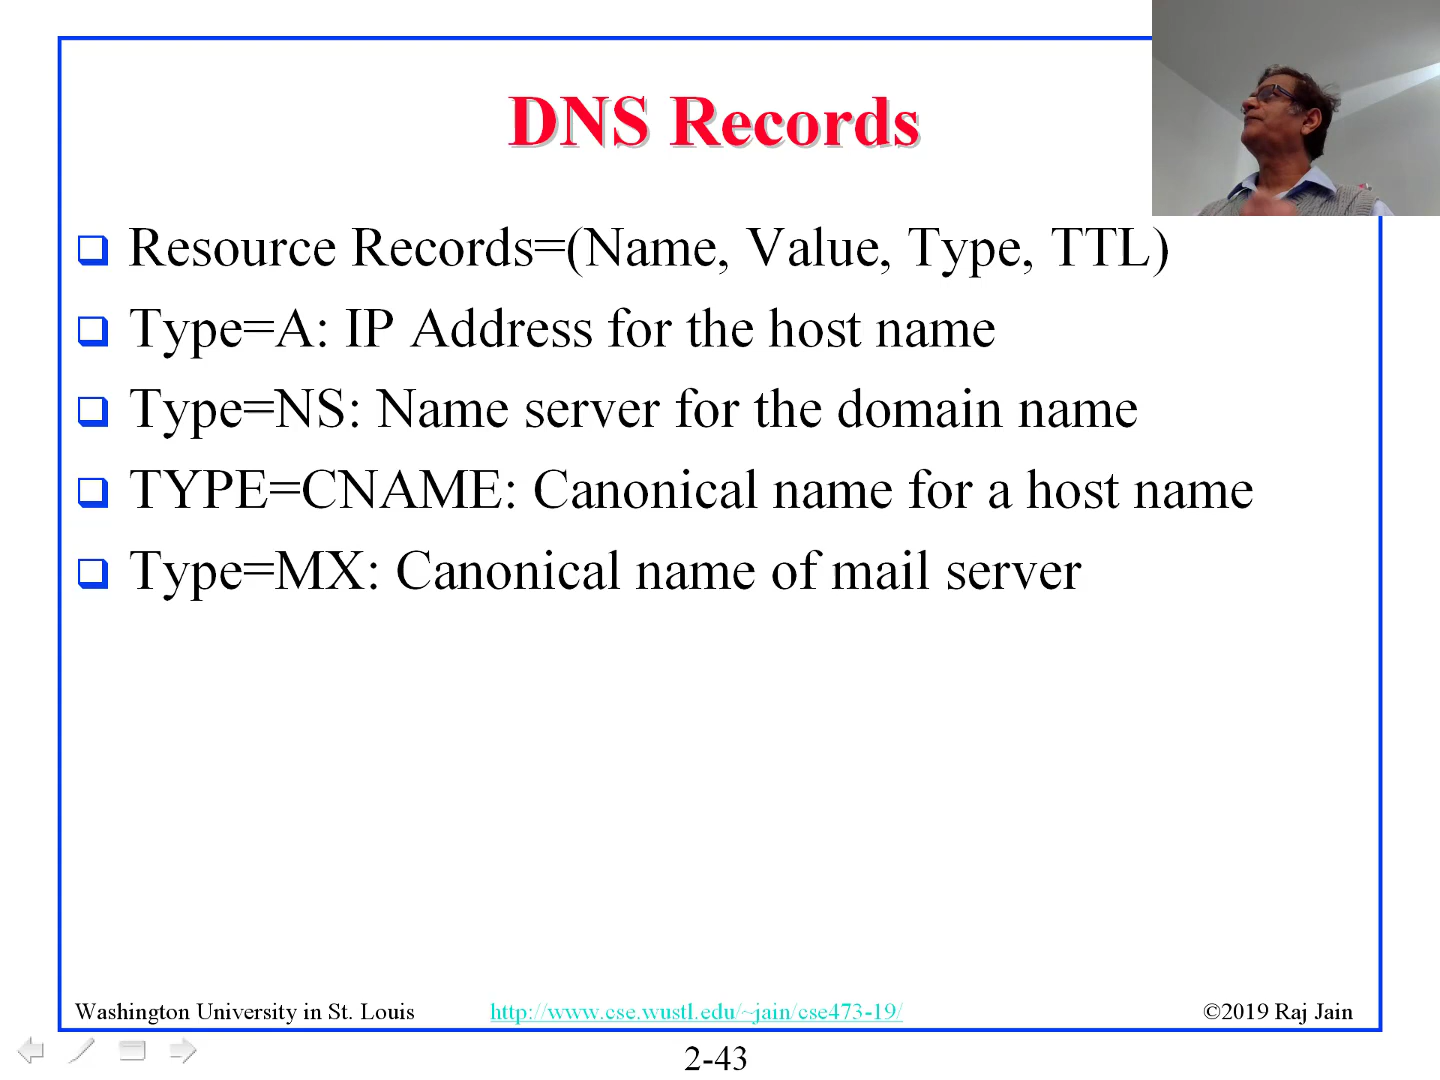 DNS Records
Resource Records=(Name, Value, Type, TTL)
Type=A: IP Address for the host name
Type=NS: Name server for the domain name
TYPE=CNAME: Canonical name for a host name
Type=MX: Canonical name of mail server
Washington University in St. Louis
http://www.cse.wustl.edu/~jain/cse473-19/
©2019 Raj Jain
2-43